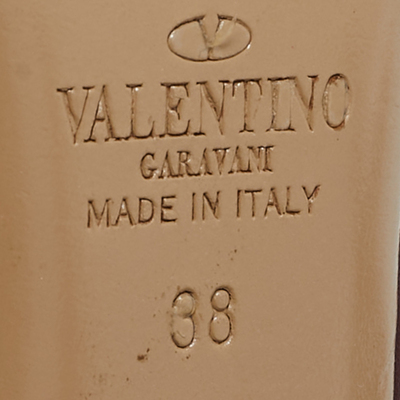 V
VALENTINO
GARAVANI
MADE IN ITALY
38